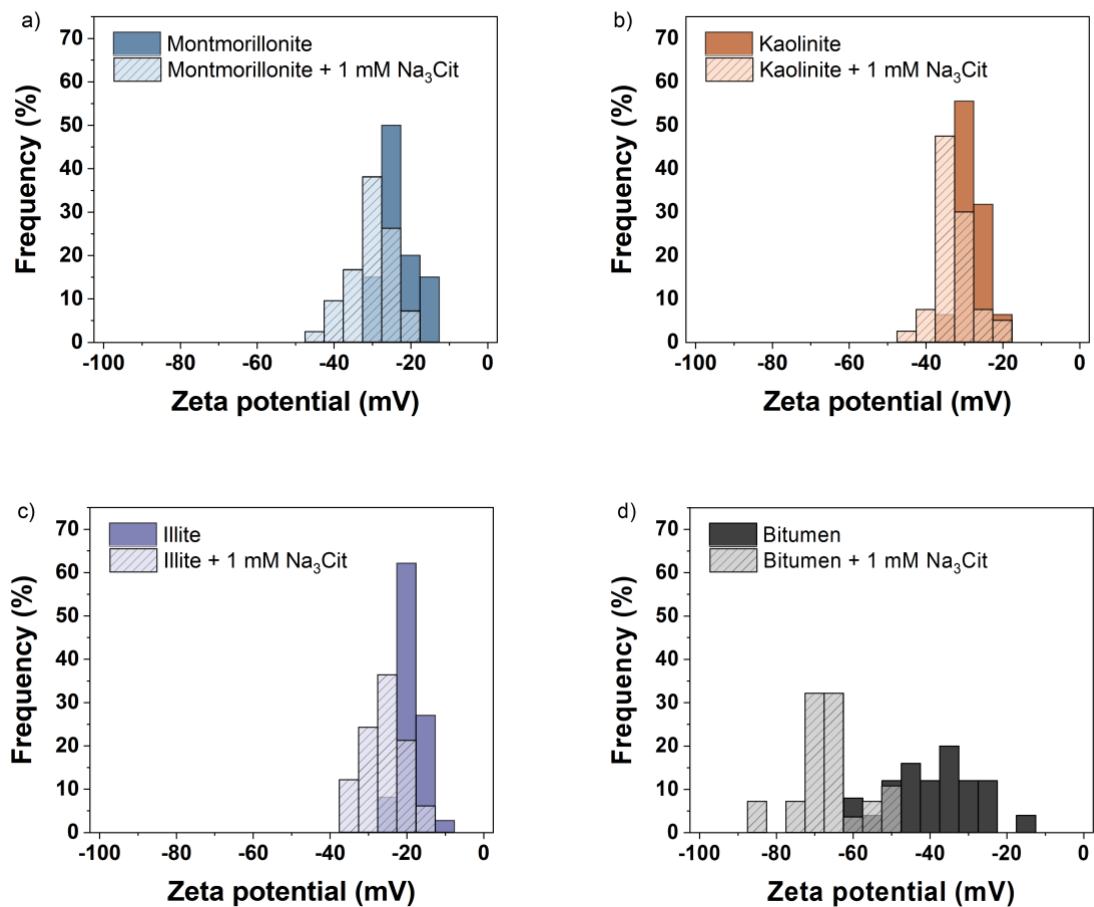 a)
Montmorillonite
Montmorillonite + 1 mM Na₃Cit
70
60
50
40
30
20
10
0
Frequency (%)
-100 -80 -60 -40 -20 0
Zeta potential (mV)
b)
Kaolinite
Kaolinite + 1 mM Na₃Cit
70
60
50
40
30
20
10
0
Frequency (%)
-100 -80 -60 -40 -20 0
Zeta potential (mV)
c)
Illite
Illite + 1 mM Na₃Cit
70
60
50
40
30
20
10
0
Frequency (%)
-100 -80 -60 -40 -20 0
Zeta potential (mV)
d)
Bitumen
Bitumen + 1 mM Na₃Cit
70
60
50
40
30
20
10
0
Frequency (%)
-100 -80 -60 -40 -20 0
Zeta potential (mV)